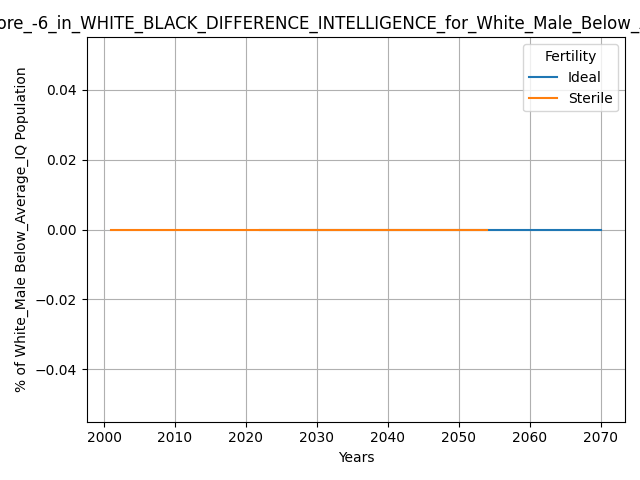 ore_-6_in_WHITE_BLACK_DIFFERENCE_INTELLIGENCE_for_White_Male_Below_
Fertility
Ideal
Sterile
% of White_Male Below_Average_IQ Population
0.04
0.02
0.00
−0.02
−0.04
2000 2010 2020 2030 2040 2050 2060 2070
Years